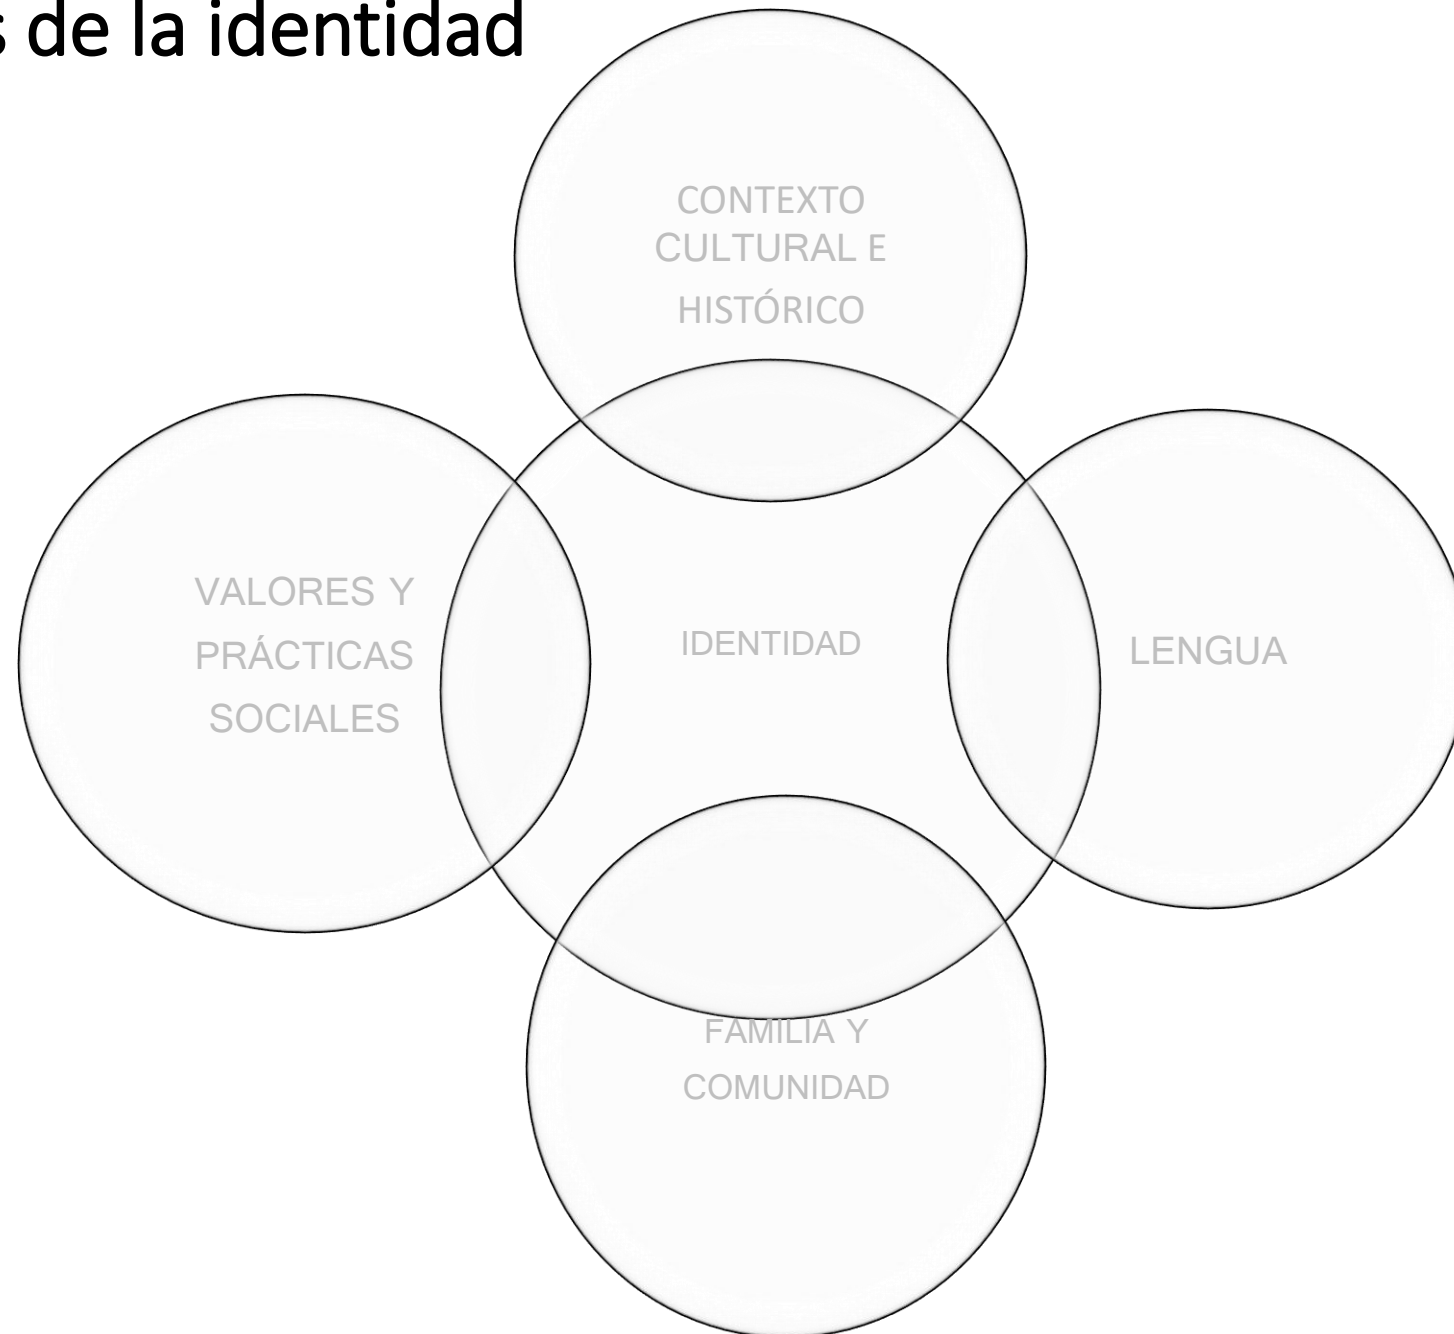 s de la identidad
CONTEXTO
CULTURAL E
HISTÓRICO
VALORES Y
PRÁCTICAS
SOCIALES
IDENTIDAD
LENGUA
FAMILIA Y
COMUNIDAD